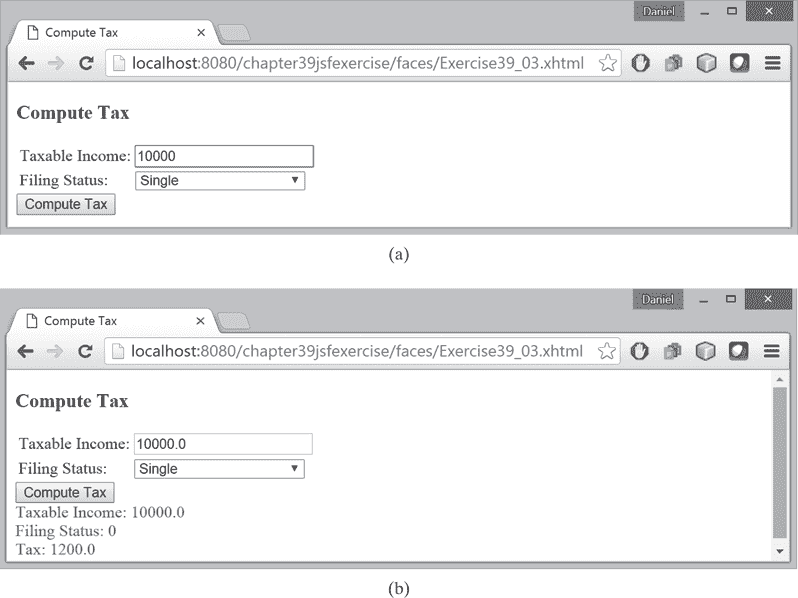 Daniel
Compute Tax
localhost:8080/chapter39jsfexercise/faces/Exercise39_03.xhtml
Compute Tax
Taxable Income: 10000
Filing Status: Single
Compute Tax
(a)
Daniel
Compute Tax
localhost:8080/chapter39jsfexercise/faces/Exercise39_03.xhtml
Compute Tax
Taxable Income: 10000.0
Filing Status: Single
Compute Tax
Taxable Income: 10000.0
Filing Status: 0
Tax: 1200.0
(b)